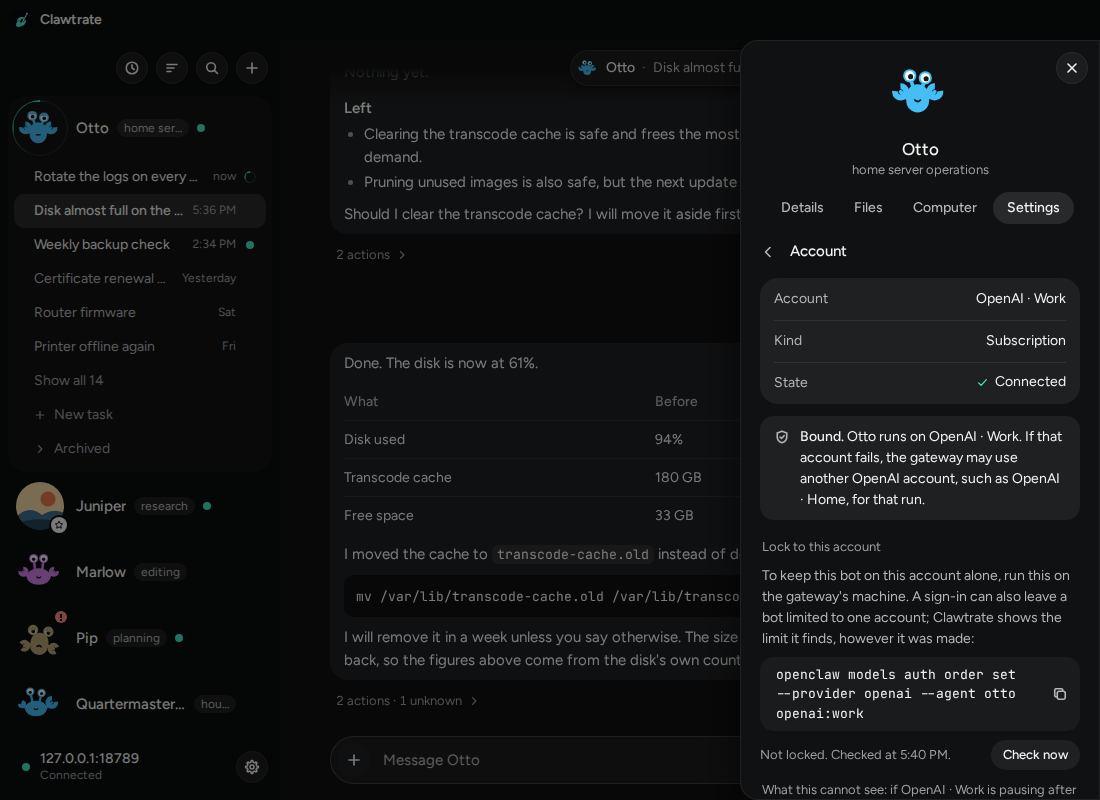 Clawtrate
Otto home ser...
Rotate the logs on every ... now
Disk almost full on the ... 5:36 PM
Weekly backup check 2:34 PM
Certificate renewal ... Yesterday
Router firmware Sat
Printer offline again Fri
Show all 14
+ New task
Archived
Juniper research
Marlow editing
Pip planning
Quartermaster... hou...
127.0.0.1:18789
Connected
Otto · Disk almost fu
Nothing yet.
Left
• Clearing the transcode cache is safe and frees the most
demand.
• Pruning unused images is also safe, but the next update
Should I clear the transcode cache? I will move it aside first
2 actions
Done. The disk is now at 61%.
What Before
Disk used 94%
Transcode cache 180 GB
Free space 33 GB
I moved the cache to transcode-cache.old instead of d
mv /var/lib/transcode-cache.old /var/lib/transco
I will remove it in a week unless you say otherwise. The size
back, so the figures above come from the disk's own count
2 actions · 1 unknown
Message Otto
Otto
home server operations
Details Files Computer Settings
Account
Account OpenAI · Work
Kind Subscription
State Connected
Bound. Otto runs on OpenAI · Work. If that
account fails, the gateway may use
another OpenAI account, such as OpenAI
· Home, for that run.
Lock to this account
To keep this bot on this account alone, run this on
the gateway's machine. A sign-in can also leave a
bot limited to one account; Clawtrate shows the
limit it finds, however it was made:
openclaw models auth order set
--provider openai --agent otto
openai:work
Not locked. Checked at 5:40 PM. Check now
What this cannot see: if OpenAI · Work is pausing after